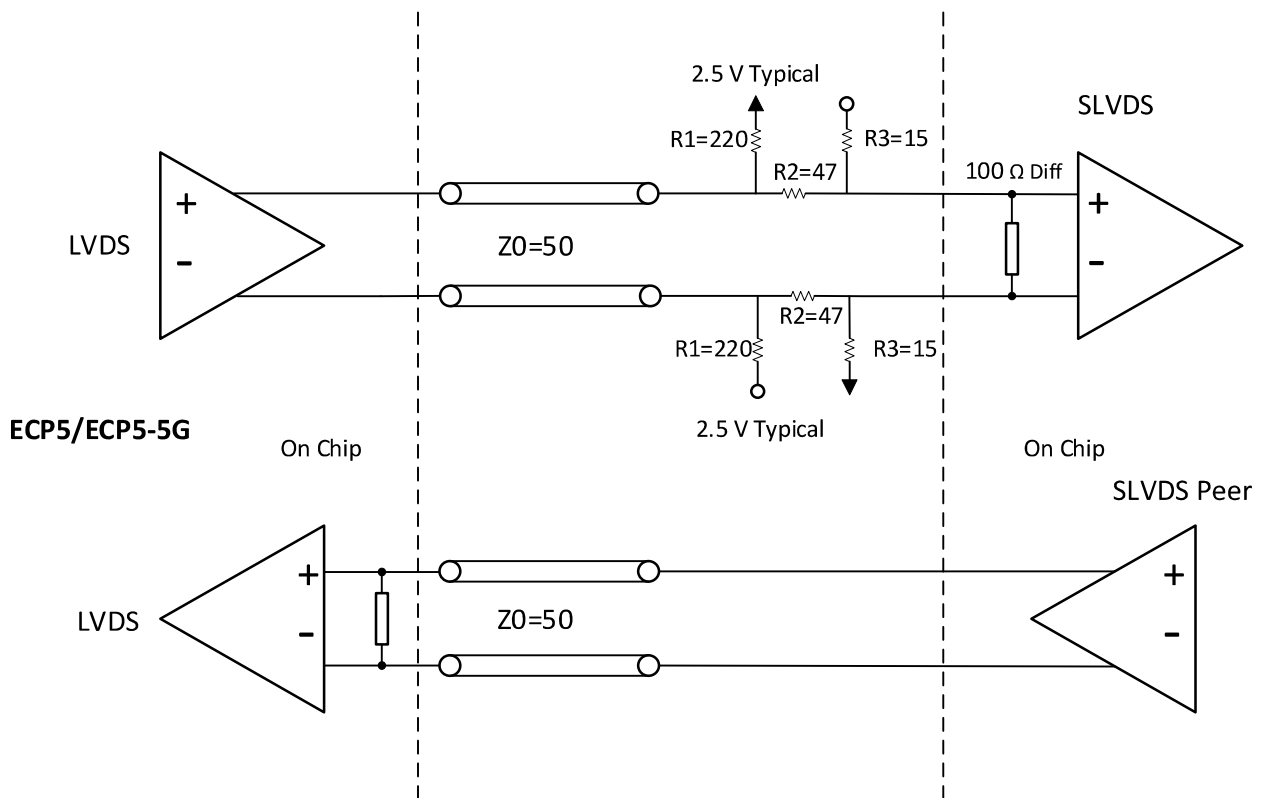 2.5 V Typical
SLVDS
R1=220
R3=15
R2=47
100 Ω Diff
+
+
LVDS
Z0=50
-
-
R2=47
R1=220
R3=15
2.5 V Typical
ECP5/ECP5-5G
On Chip
On Chip
SLVDS Peer
+
+
LVDS
Z0=50
-
-